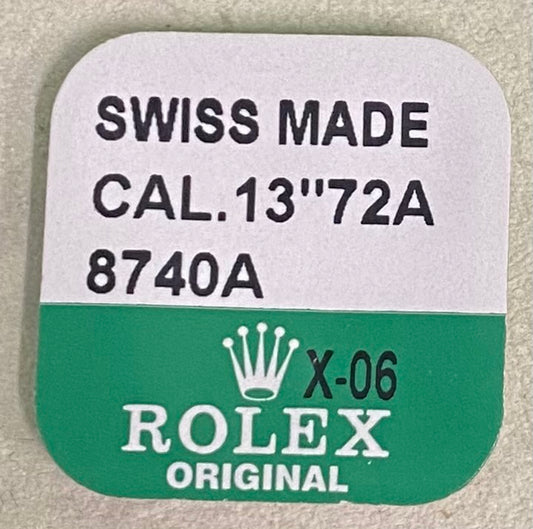 SWISS MADE
CAL.13"72A
8740A
X-06
ROLEX
ORIGINAL